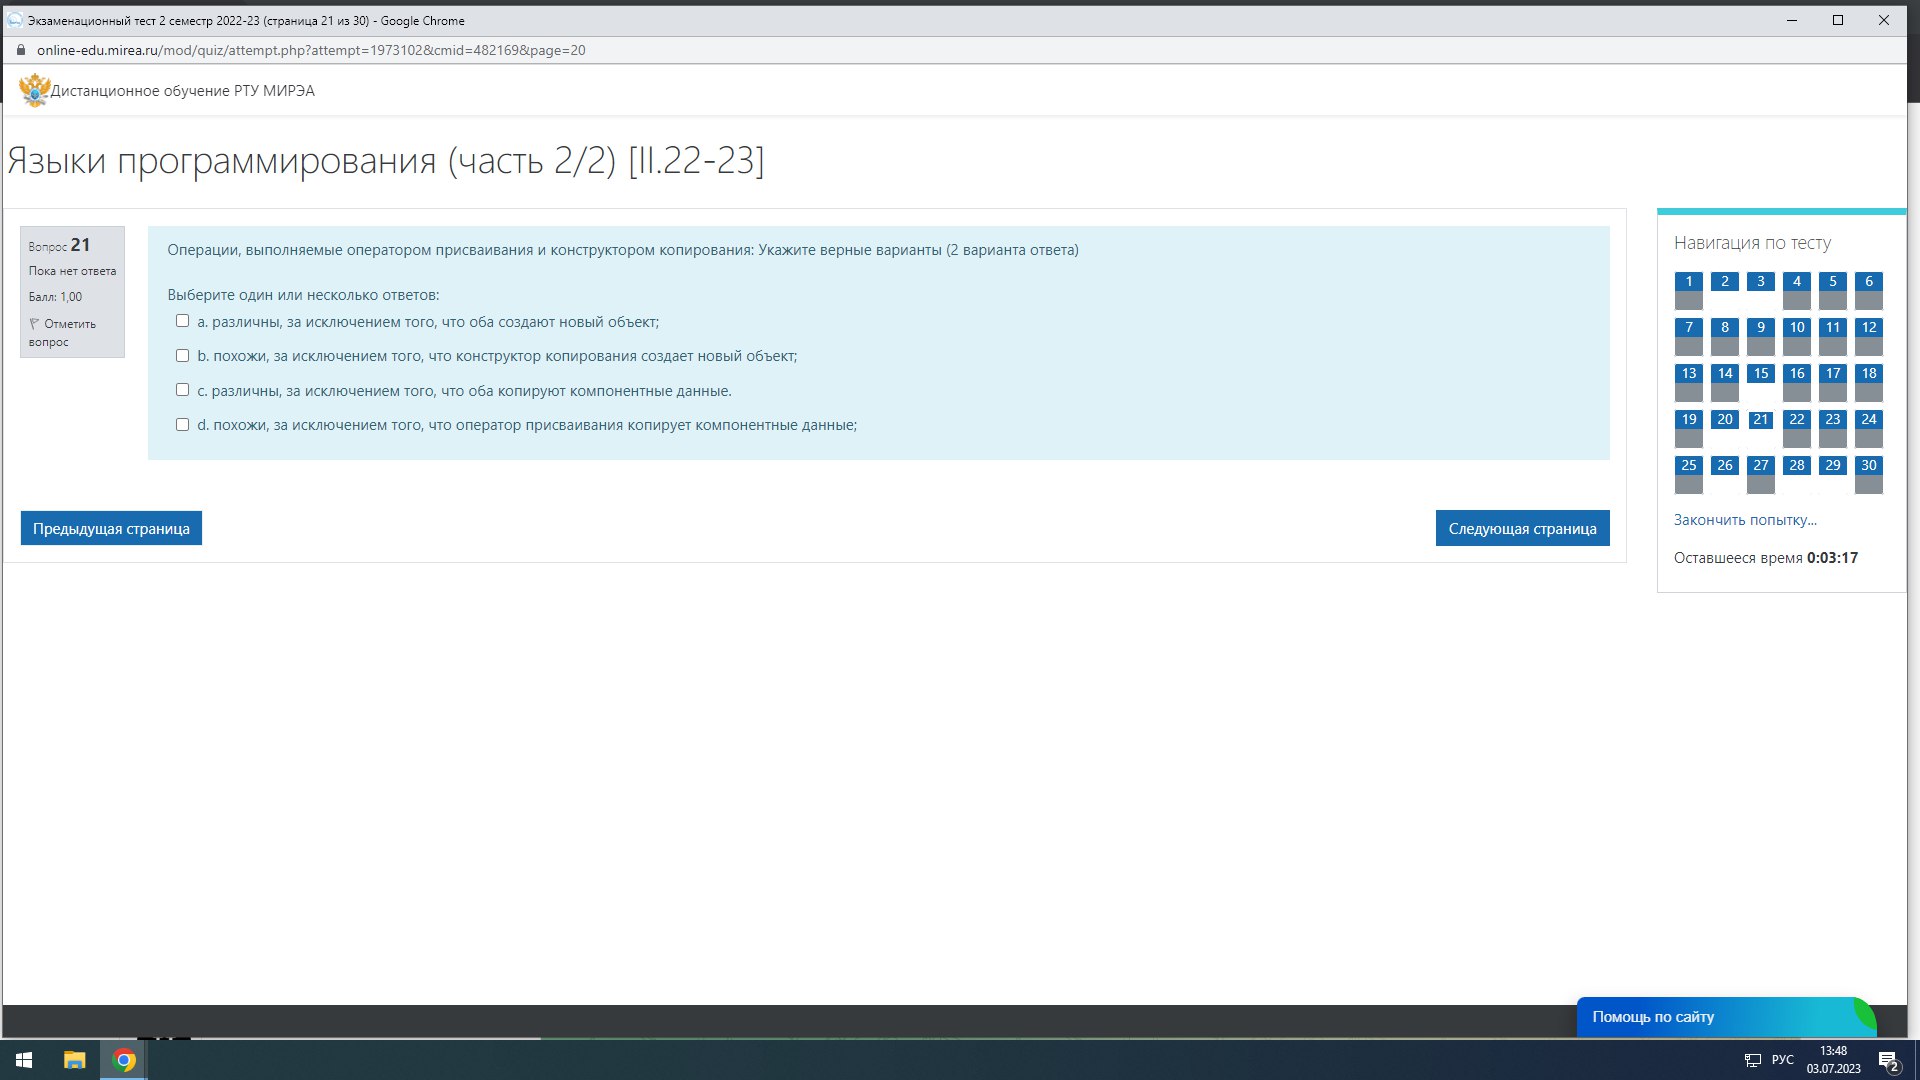 Экзаменационный тест 2 семестр 2022-23 (страница 21 из 30) - Google Chrome
online-edu.mirea.ru/mod/quiz/attempt.php?attempt=1973102&cmid=482169&page=20
Дистанционное обучение РТУ МИРЭА
Языки программирования (часть 2/2) [II.22-23]
Вопрос 21
Пока нет ответа
Балл: 1,00
Отметить вопрос
Операции, выполняемые оператором присваивания и конструктором копирования: Укажите верные варианты (2 варианта ответа)
Выберите один или несколько ответов:
a. различны, за исключением того, что оба создают новый объект;
b. похожи, за исключением того, что конструктор копирования создает новый объект;
c. различны, за исключением того, что оба копируют компонентные данные.
d. похожи, за исключением того, что оператор присваивания копирует компонентные данные;
Предыдущая страница
Следующая страница
Навигация по тесту
1 2 3 4 5 6
7 8 9 10 11 12
13 14 15 16 17 18
19 20 21 22 23 24
25 26 27 28 29 30
Закончить попытку...
Оставшееся время 0:03:17
Помощь по сайту
РУС
13:48
03.07.2023
2